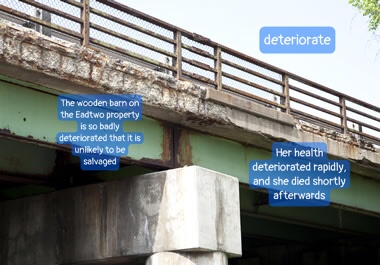 deteriorate
The wooden barn on
the Eadtwo property
is so badly
deteriorated that it is
unlikely to be
salvaged
Her health
deteriorated rapidly,
and she died shortly
afterwards